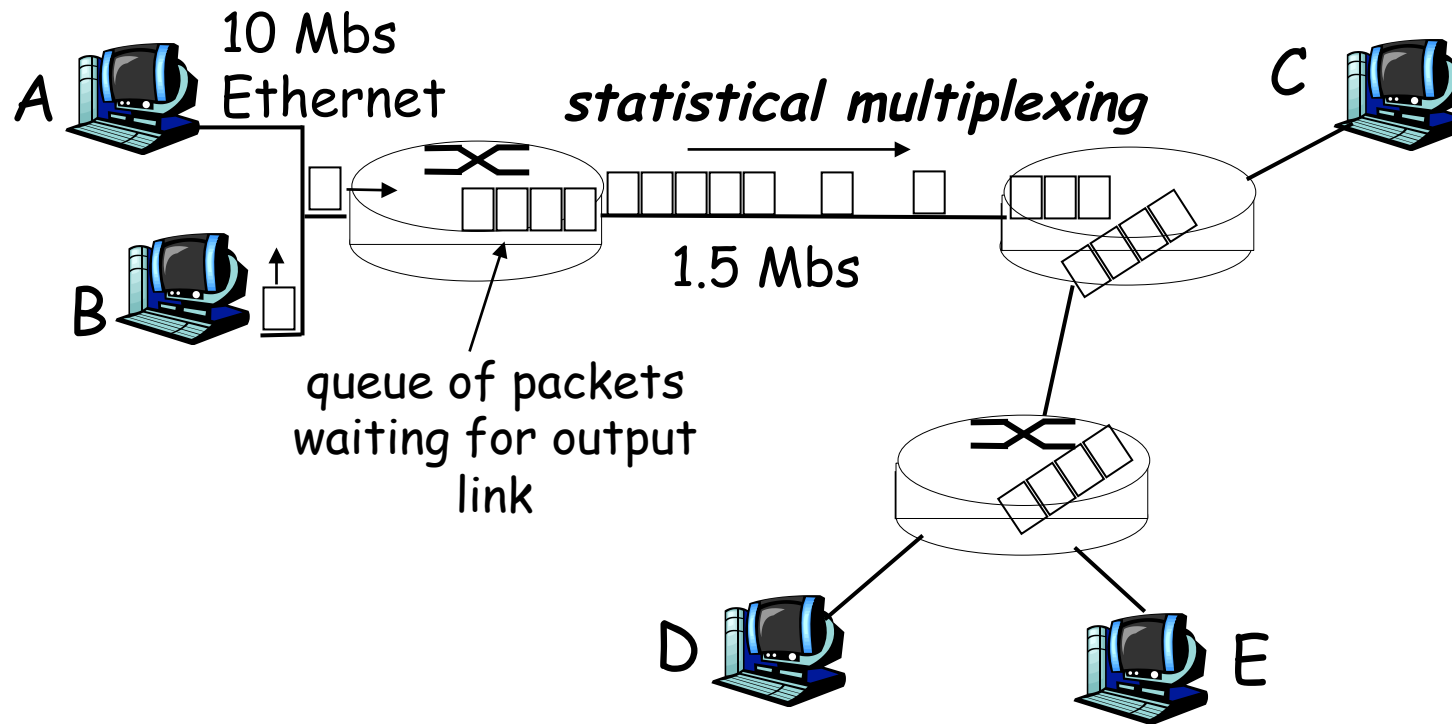 10 Mbs
Ethernet
A
statistical multiplexing
C
B
1.5 Mbs
queue of packets
waiting for output
link
D
E